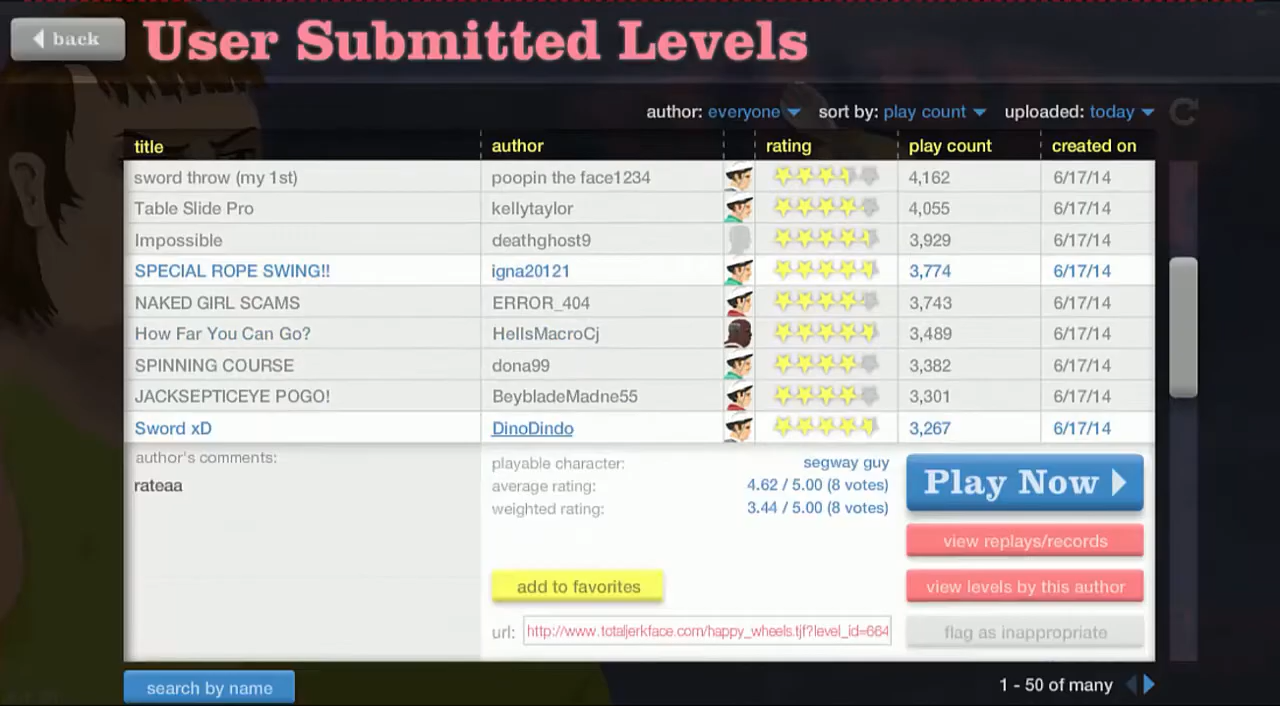 back
User Submitted Levels
author: everyone sort by: play count uploaded: today
title author rating play count created on
sword throw (my 1st) poopin the face1234 4,162 6/17/14
Table Slide Pro kellytaylor 4,055 6/17/14
Impossible deathghost9 3,929 6/17/14
SPECIAL ROPE SWING!! igna20121 3,774 6/17/14
NAKED GIRL SCAMS ERROR_404 3,743 6/17/14
How Far You Can Go? HellsMacroCj 3,489 6/17/14
SPINNING COURSE dona99 3,382 6/17/14
JACKSEPTICEYE POGO! BeybladeMadne55 3,301 6/17/14
Sword xD DinoDindo 3,267 6/17/14
author's comments:
rateaa
playable character: segway guy
average rating: 4.62 / 5.00 (8 votes)
weighted rating: 3.44 / 5.00 (8 votes)
Play Now
view replays/records
add to favorites
view levels by this author
url: http://www.totaljerkface.com/happy_wheels.tjf?level_id=664
flag as inappropriate
search by name
1 - 50 of many